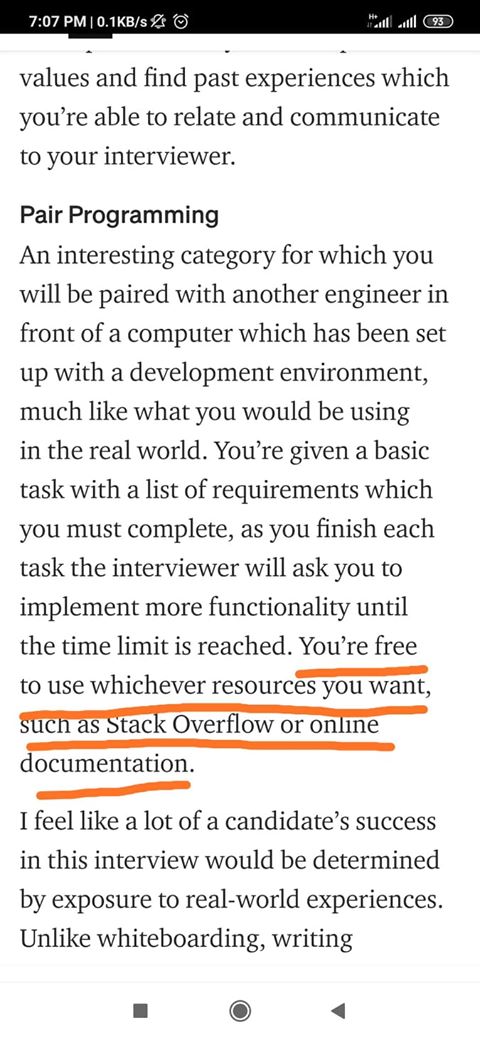 7:07 PM | 0.1KB/s
H+
93
values and find past experiences which
you’re able to relate and communicate
to your interviewer.
Pair Programming
An interesting category for which you
will be paired with another engineer in
front of a computer which has been set
up with a development environment,
much like what you would be using
in the real world. You’re given a basic
task with a list of requirements which
you must complete, as you finish each
task the interviewer will ask you to
implement more functionality until
the time limit is reached. You’re free
to use whichever resources you want,
such as Stack Overflow or online
documentation.
I feel like a lot of a candidate’s success
in this interview would be determined
by exposure to real-world experiences.
Unlike whiteboarding, writing